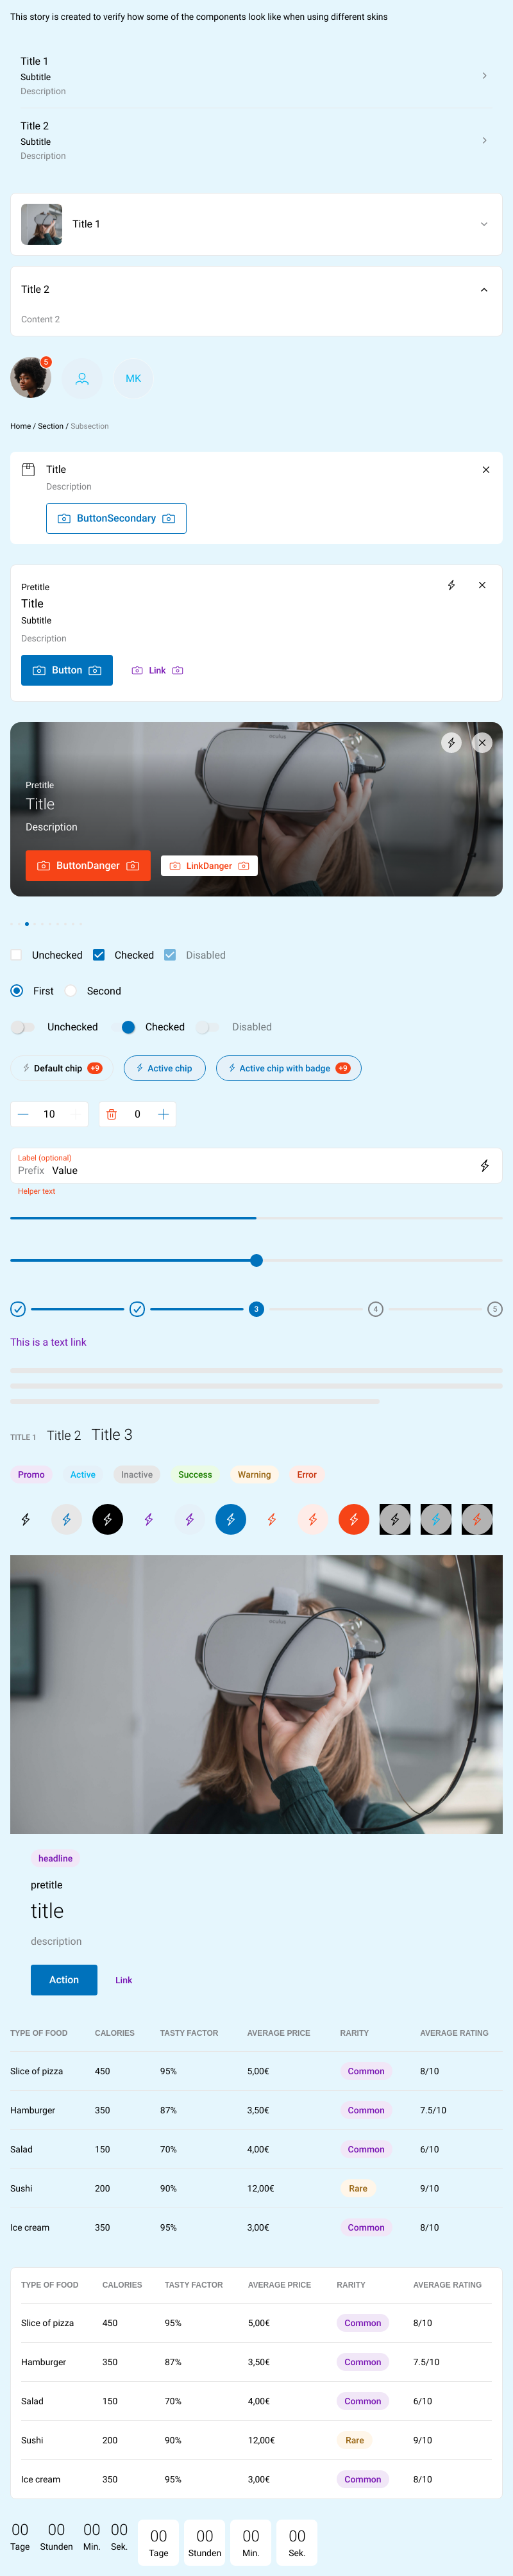 This story is created to verify how some of the components look like when using different skins
Title 1
Subtitle
Description
Title 2
Subtitle
Description
Title 1
Title 2
Content 2
5
MK
Home / Section / Subsection
Title
Description
ButtonSecondary
Pretitle
Title
Subtitle
Description
Button Link
oculus
Pretitle
Title
Description
ButtonDanger LinkDanger
Unchecked Checked Disabled
First Second
Unchecked Checked Disabled
Default chip +9 Active chip Active chip with badge +9
10 0
Label (optional)
Prefix Value
Helper text
3 4 5
This is a text link
TITLE 1 Title 2 Title 3
Promo Active Inactive Success Warning Error
oculus
headline
pretitle
title
description
Action Link
TYPE OF FOOD CALORIES TASTY FACTOR AVERAGE PRICE RARITY AVERAGE RATING
Slice of pizza 450 95% 5,00€ Common 8/10
Hamburger 350 87% 3,50€ Common 7.5/10
Salad 150 70% 4,00€ Common 6/10
Sushi 200 90% 12,00€ Rare 9/10
Ice cream 350 95% 3,00€ Common 8/10
TYPE OF FOOD CALORIES TASTY FACTOR AVERAGE PRICE RARITY AVERAGE RATING
Slice of pizza 450 95% 5,00€ Common 8/10
Hamburger 350 87% 3,50€ Common 7.5/10
Salad 150 70% 4,00€ Common 6/10
Sushi 200 90% 12,00€ Rare 9/10
Ice cream 350 95% 3,00€ Common 8/10
00 00 00 00 00 00 00 00
Tage Stunden Min. Sek. Tage Stunden Min. Sek.